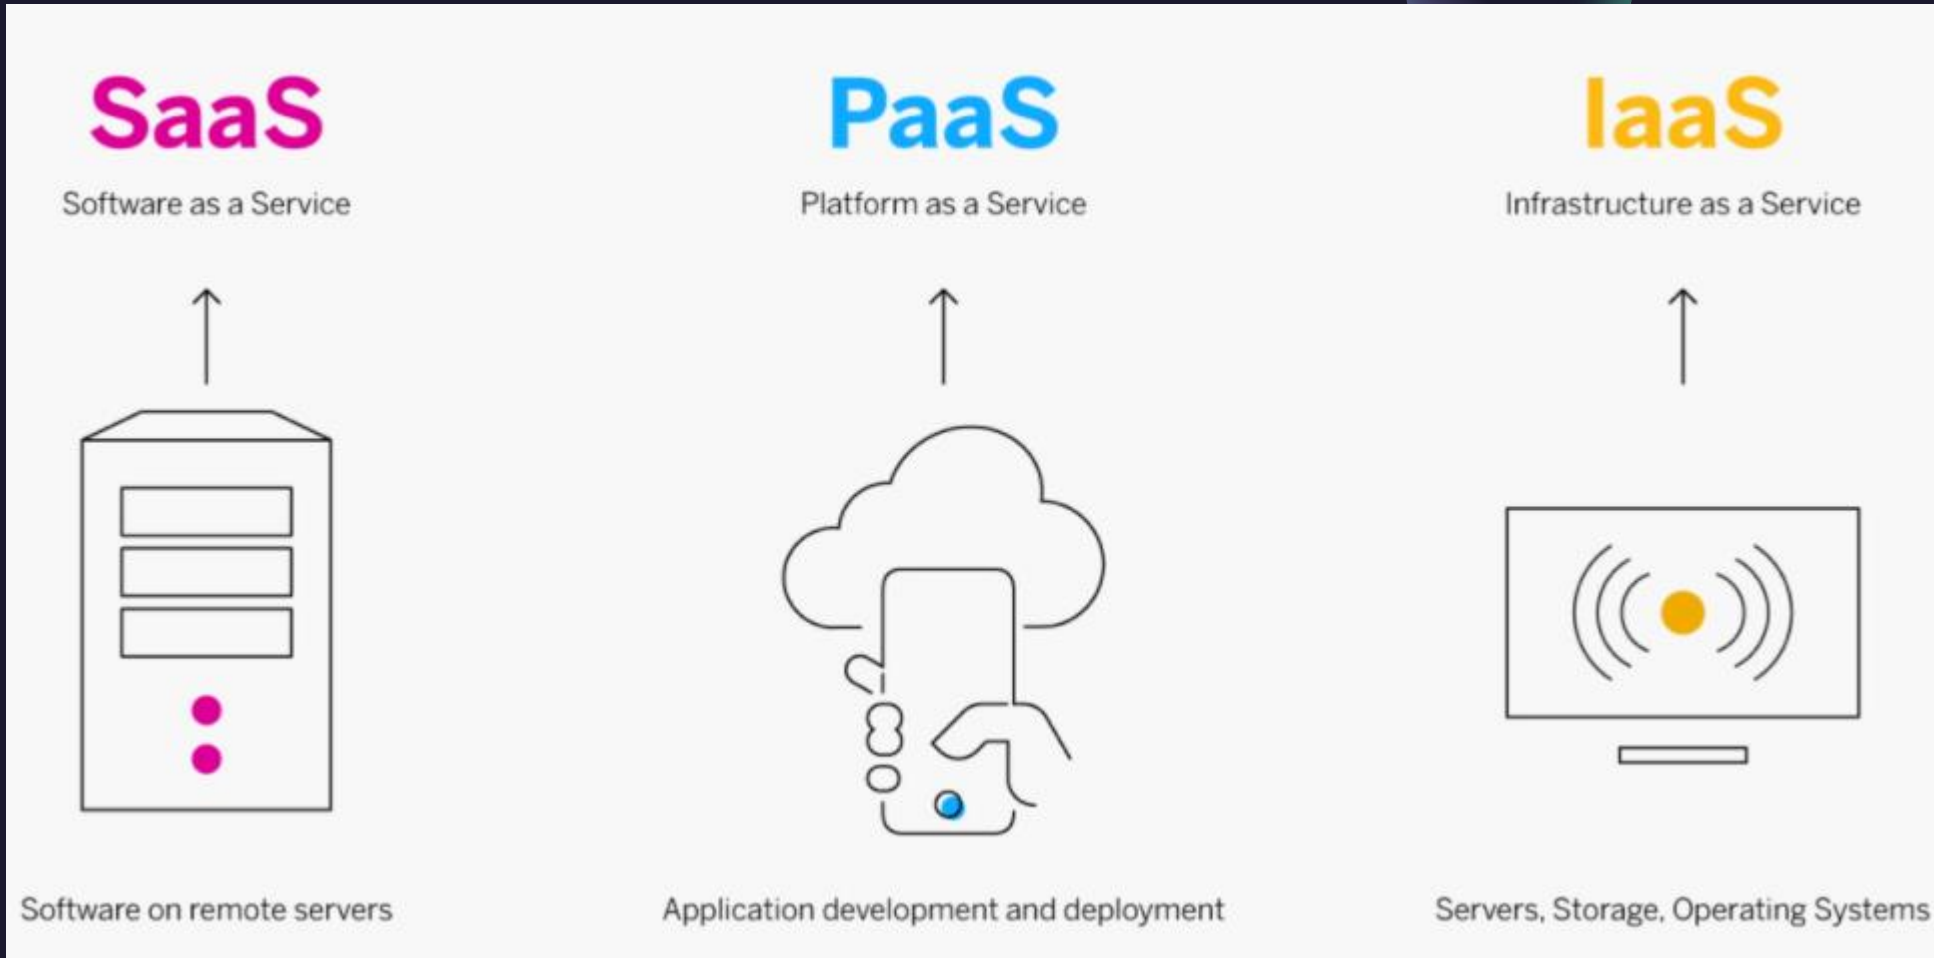 SaaS
Software as a Service
Software on remote servers
PaaS
Platform as a Service
Application development and deployment
IaaS
Infrastructure as a Service
Servers, Storage, Operating Systems